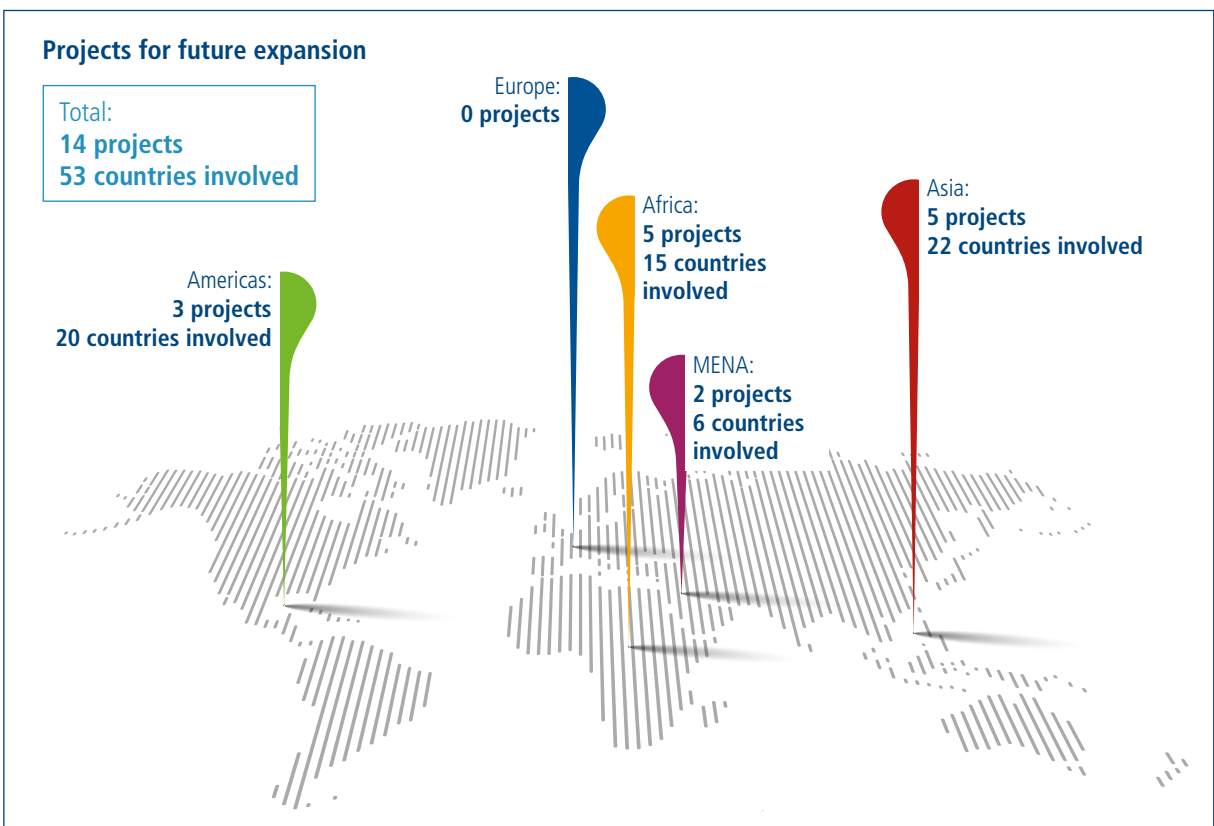 Projects for future expansion
Total:
14 projects
53 countries involved
Europe:
0 projects
Africa:
5 projects
15 countries
involved
Asia:
5 projects
22 countries involved
Americas:
3 projects
20 countries involved
MENA:
2 projects
6 countries
involved